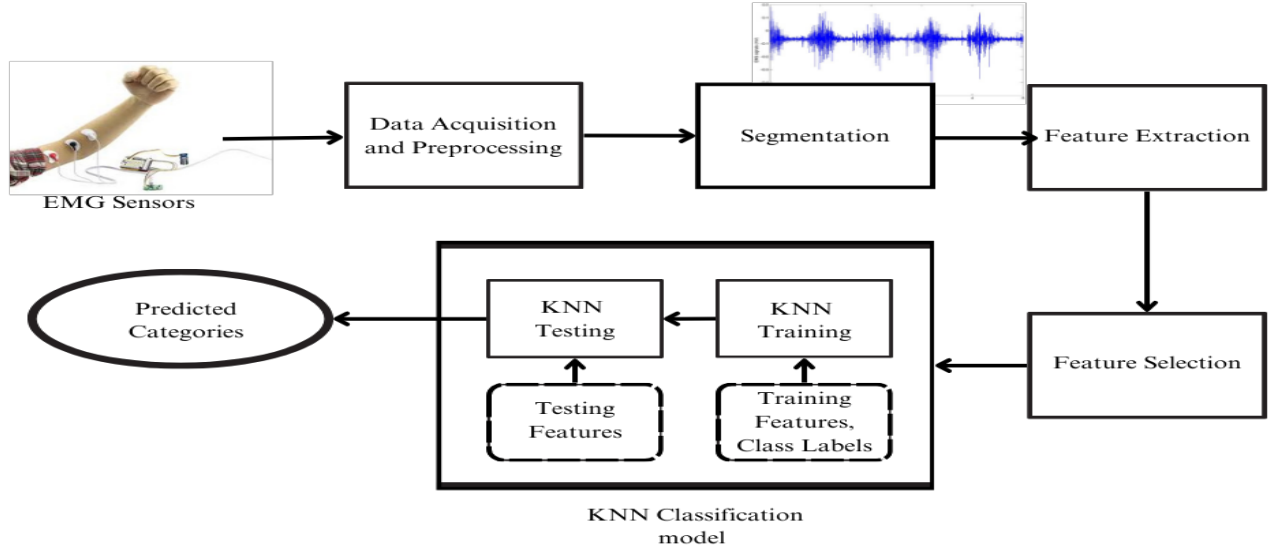 EMG Sensors
Data Acquisition
and Preprocessing
Segmentation
Feature Extraction
Feature Selection
KNN
Training
Training
Features,
Class Labels
KNN
Testing
Testing
Features
KNN Classification
model
Predicted
Categories